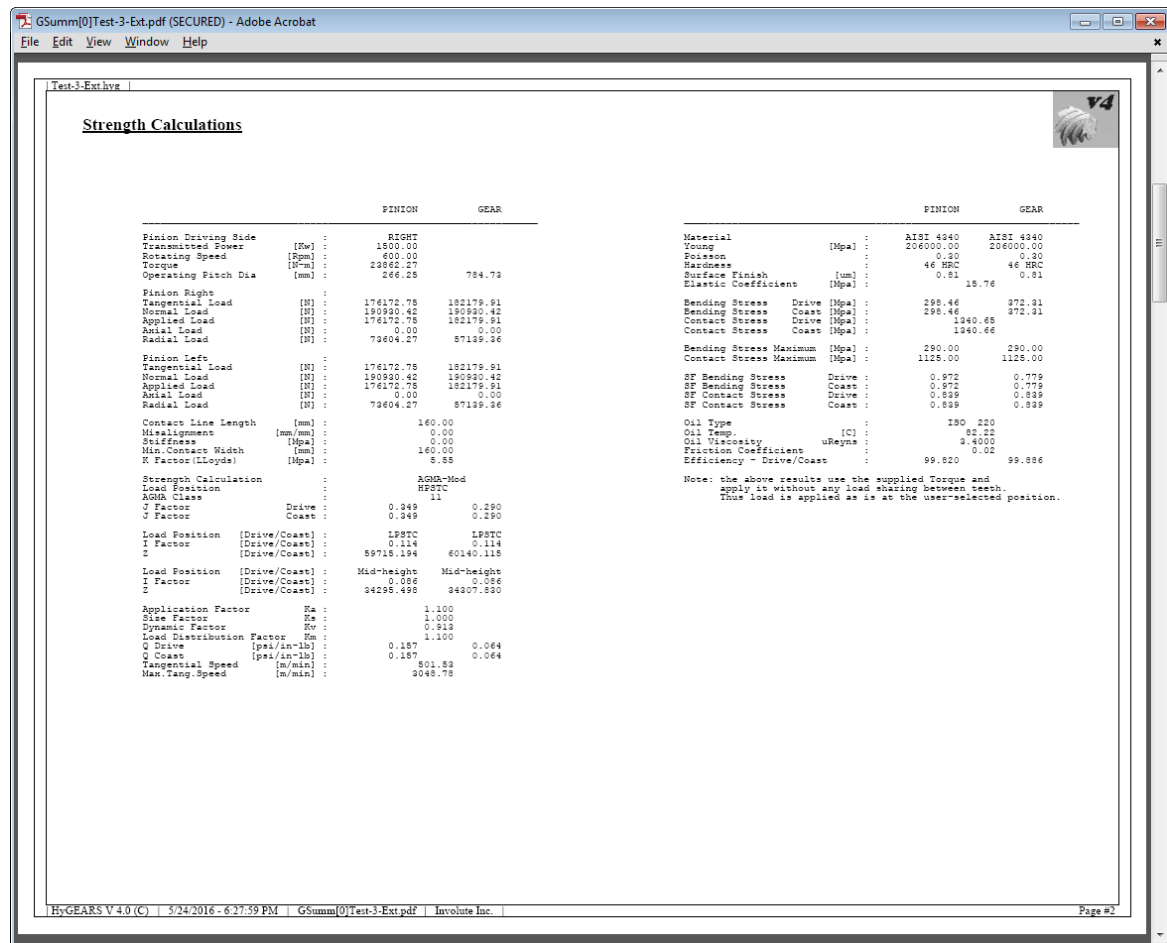 GSumm[0]Test-3-Ext.pdf (SECURED) - Adobe Acrobat
File Edit View Window Help
| Test-3-Ext.hyg |
V4
Strength Calculations
PINION GEAR
Pinion Driving Side : RIGHT
Transmitted Power [Kw] : 1500.00
Rotating Speed [Rpm] : 600.00
Torque [N-m] : 23862.27
Operating Pitch Dia [mm] : 266.25 784.73
Pinion Right :
Tangential Load [N] : 176172.75 182179.91
Normal Load [N] : 190930.42 190930.42
Applied Load [N] : 176172.75 182179.91
Axial Load [N] : 0.00 0.00
Radial Load [N] : 73604.27 57139.36
Pinion Left :
Tangential Load [N] : 176172.75 182179.91
Normal Load [N] : 190930.42 190930.42
Applied Load [N] : 176172.75 182179.91
Axial Load [N] : 0.00 0.00
Radial Load [N] : 73604.27 57139.36
Contact Line Length [mm] : 160.00
Misalignment [mm/mm] : 0.00
Stiffness [Mpa] : 0.00
Min.Contact Width [mm] : 160.00
K Factor(LLoyds) [Mpa] : 5.55
Strength Calculation : AGMA-Mod
Load Position : HPSTC
AGMA Class : 11
J Factor Drive : 0.349 0.290
J Factor Coast : 0.349 0.290
Load Position [Drive/Coast] : LPSTC LPSTC
I Factor [Drive/Coast] : 0.114 0.114
Z [Drive/Coast] : 59715.194 60140.115
Load Position [Drive/Coast] : Mid-height Mid-height
I Factor [Drive/Coast] : 0.086 0.086
Z [Drive/Coast] : 34295.498 34307.830
Application Factor Ka : 1.100
Size Factor Ks : 1.000
Dynamic Factor Kv : 0.913
Load Distribution Factor Km : 1.100
Q Drive [psi/in-lb] : 0.157 0.064
Q Coast [psi/in-lb] : 0.157 0.064
Tangential Speed [m/min] : 501.53
Max.Tang.Speed [m/min] : 3048.78
PINION GEAR
Material : AISI 4340 AISI 4340
Young [Mpa] : 206000.00 206000.00
Poisson : 0.30 0.30
Hardness : 46 HRC 46 HRC
Surface Finish [um] : 0.81 0.81
Elastic Coefficient [Mpa] : 15.76
Bending Stress Drive [Mpa] : 298.46 372.31
Bending Stress Coast [Mpa] : 298.46 372.31
Contact Stress Drive [Mpa] : 1340.65
Contact Stress Coast [Mpa] : 1340.66
Bending Stress Maximum [Mpa] : 290.00 290.00
Contact Stress Maximum [Mpa] : 1125.00 1125.00
SF Bending Stress Drive : 0.972 0.779
SF Bending Stress Coast : 0.972 0.779
SF Contact Stress Drive : 0.839 0.839
SF Contact Stress Coast : 0.839 0.839
Oil Type : ISO 220
Oil Temp. [C] : 82.22
Oil Viscosity uReyns : 3.4000
Friction Coefficient : 0.02
Efficiency - Drive/Coast : 99.820 99.886
Note: the above results use the supplied Torque and
apply it without any load sharing between teeth.
Thus load is applied as is at the user-selected position.
| HyGEARS V 4.0 (C) | 5/24/2016 - 6:27:59 PM | GSumm[0]Test-3-Ext.pdf | Involute Inc. | Page #2